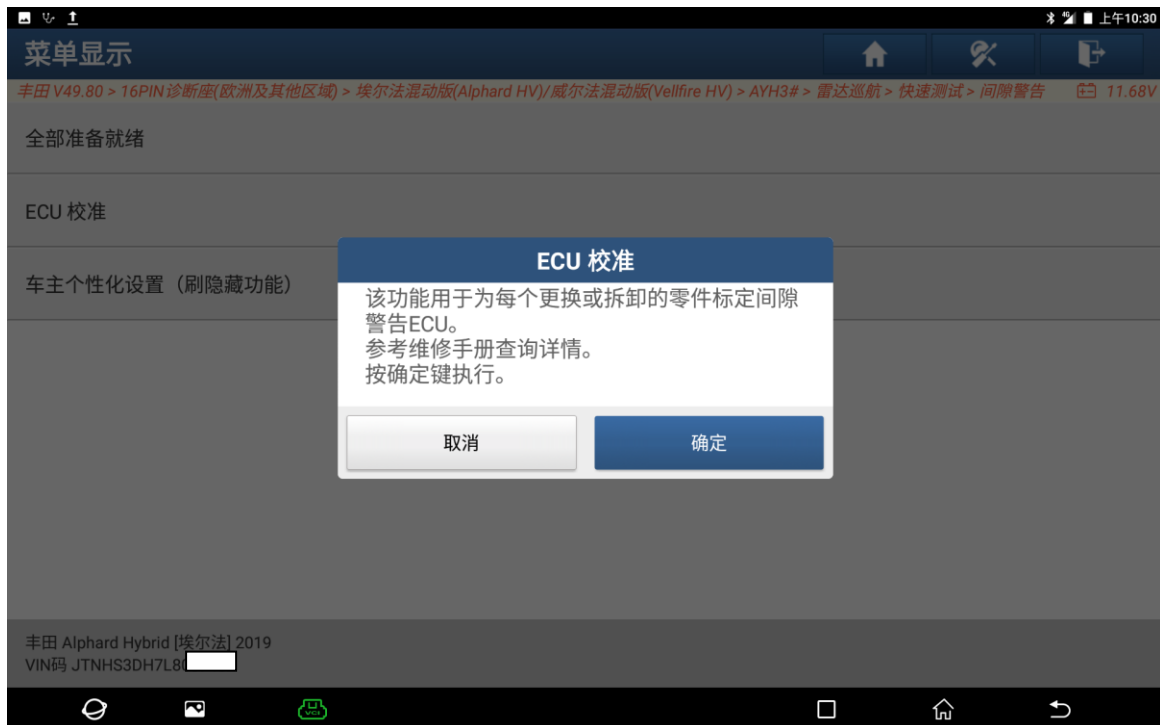 4G 上午10:30
菜单显示
丰田 V49.80 > 16PIN诊断座(欧洲及其他区域) > 埃尔法混动版(Alphard HV)/威尔法混动版(Vellfire HV) > AYH3# > 雷达巡航 > 快速测试 > 间隙警告 11.68V
全部准备就绪
ECU 校准
车主个性化设置（刷隐藏功能）
ECU 校准
该功能用于为每个更换或拆卸的零件标定间隙
警告ECU。
参考维修手册查询详情。
按确定键执行。
取消 确定
丰田 Alphard Hybrid [埃尔法] 2019
VIN码 JTNHS3DH7L8
VCI